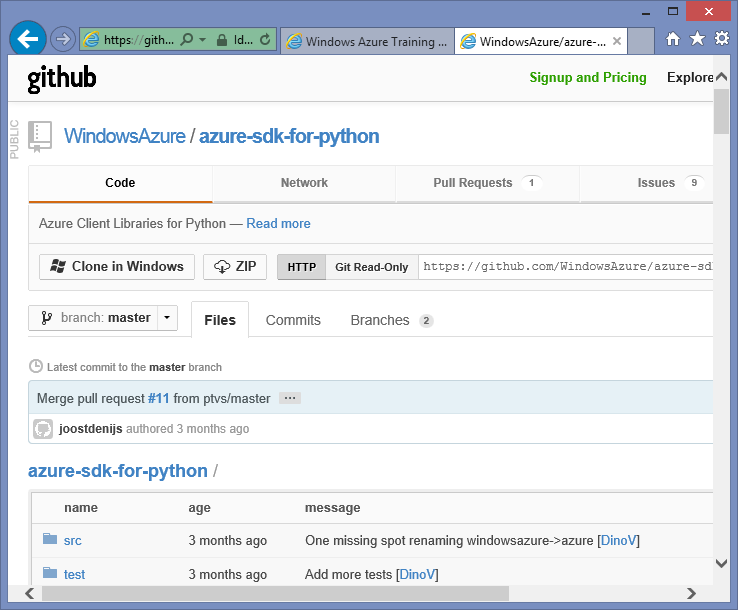 https://gith... Id... Windows Azure Training ... WindowsAzure/azure-...
github Signup and Pricing Explore
PUBLIC
WindowsAzure / azure-sdk-for-python
Code Network Pull Requests 1 Issues 9
Azure Client Libraries for Python — Read more
Clone in Windows ZIP HTTP Git Read-Only https://github.com/WindowsAzure/azure-sd
branch: master Files Commits Branches 2
Latest commit to the master branch
Merge pull request #11 from ptvs/master ...
joostdenijs authored 3 months ago
azure-sdk-for-python /
name age message
src 3 months ago One missing spot renaming windowsazure->azure [DinoV]
test 3 months ago Add more tests [DinoV]